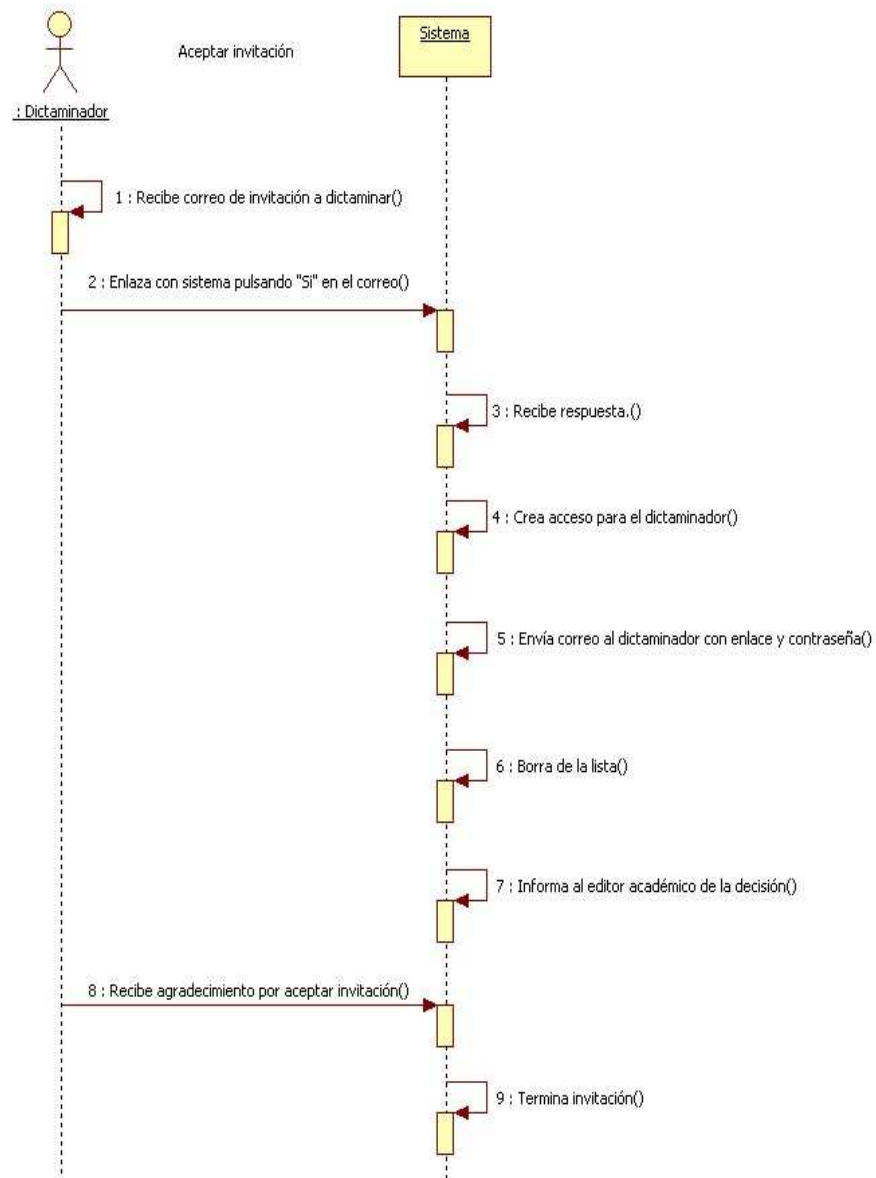 Aceptar invitación
Sistema
: Dictaminador
1 : Recibe correo de invitación a dictaminar()
2 : Enlaza con sistema pulsando "Si" en el correo()
3 : Recibe respuesta.()
4 : Crea acceso para el dictaminador()
5 : Envía correo al dictaminador con enlace y contraseña()
6 : Borra de la lista()
7 : Informa al editor académico de la decisión()
8 : Recibe agradecimiento por aceptar invitación()
9 : Termina invitación()